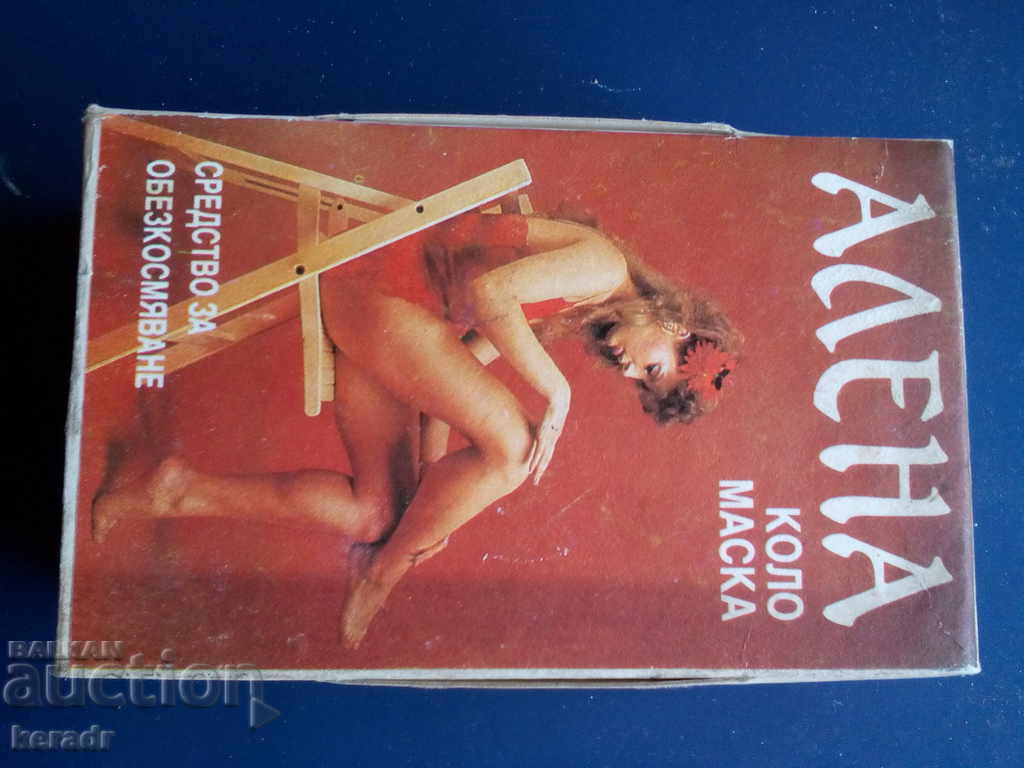 АЛЕНА
КОЛО
МАСКА
СРЕДСТВО ЗА
ОБЕЗКОСМЯВАНЕ
BALKAN
auction
keradr